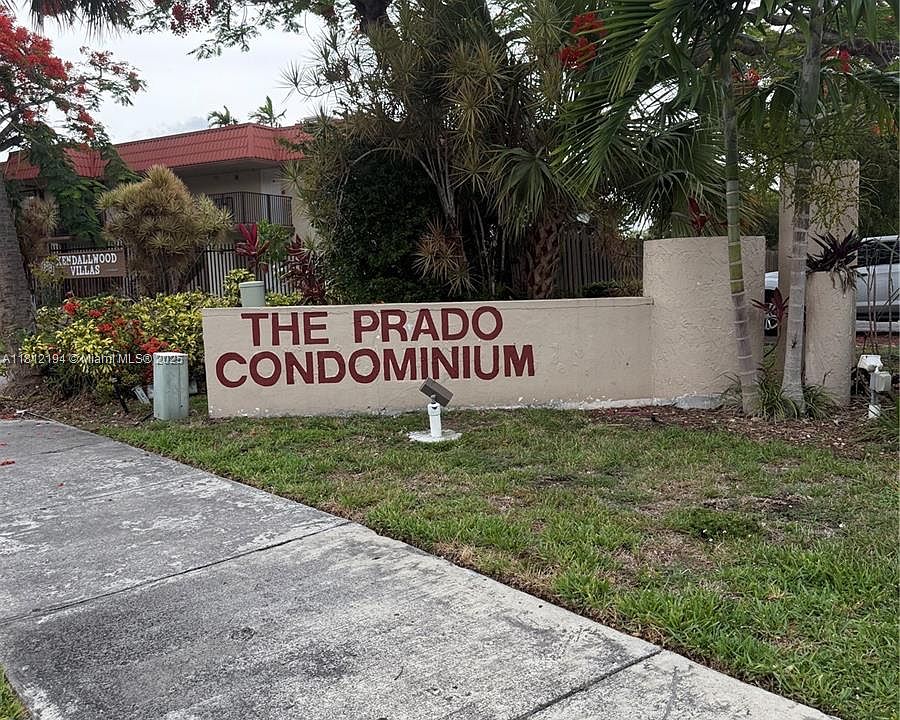 KENDALLWOOD
VILLAS
THE PRADO
CONDOMINIUM
A11812194 © Miami MLS ® 2025